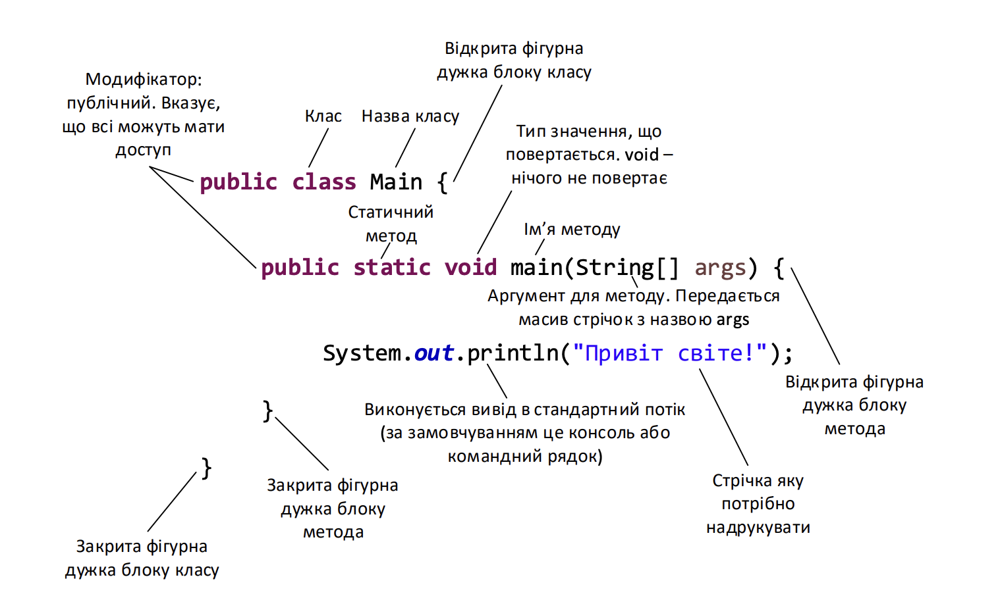 Відкрита фігурна
дужка блоку класу
Модифікатор:
публічний. Вказує,
що всі можуть мати
доступ
Клас
Назва класу
Тип значення, що
повертається. void –
нічого не повертає
public class Main {
Статичний
метод
Ім’я методу
public static void main(String[] args) {
Аргумент для методу. Передається
масив стрічок з назвою args
System.out.println("Привіт світе!");
Відкрита фігурна
дужка блоку
метода
Виконується вивід в стандартний потік
(за замовчуванням це консоль або
командний рядок)
}
}
Закрита фігурна
дужка блоку
метода
Стрічка яку
потрібно
надрукувати
Закрита фігурна
дужка блоку класу